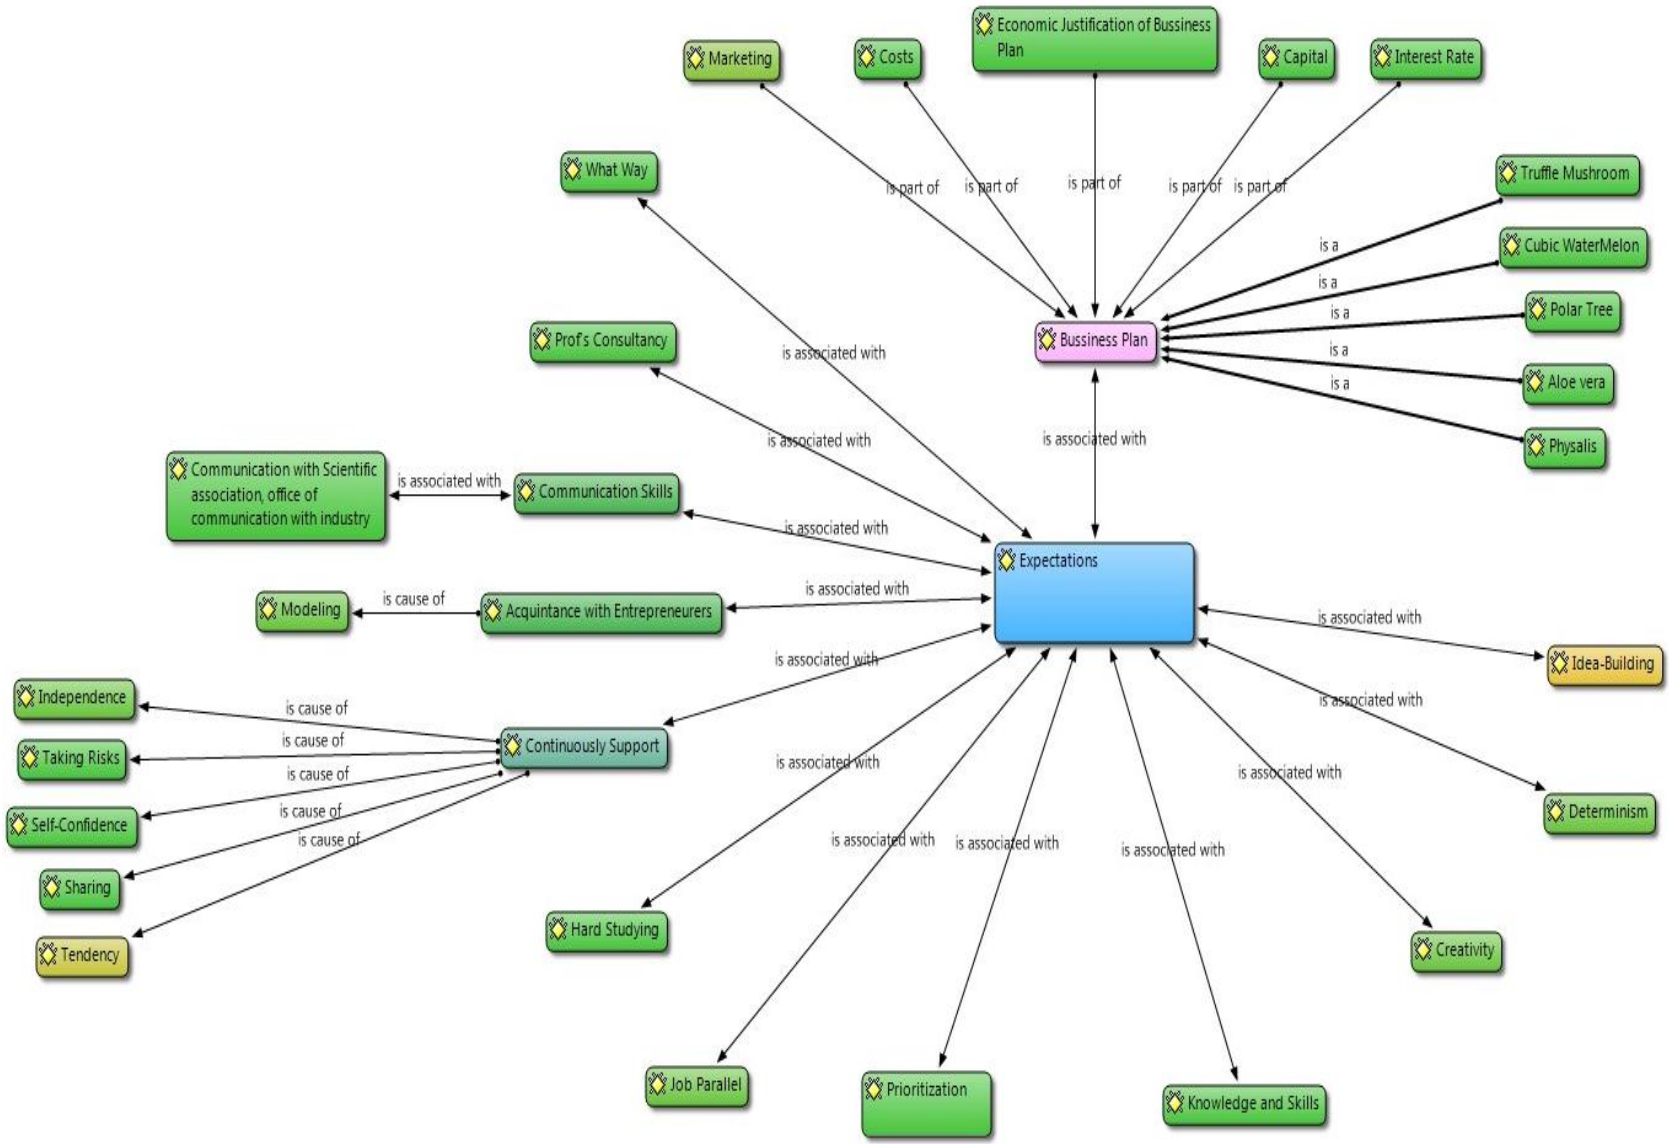 Economic Justification of Bussiness
Plan
Marketing
Costs
Capital
Interest Rate
What Way
Truffle Mushroom
is part of
is part of
is part of
is part of
is part of
Cubic WaterMelon
is a
is a
Polar Tree
is a
Prof's Consultancy
is associated with
Bussiness Plan
is a
Aloe vera
is a
is associated with
is associated with
Physalis
Communication with Scientific
association, office of
communication with industry
is associated with
Communication Skills
is associated with
Expectations
Modeling
is cause of
Acquintance with Entrepreneurs
is associated with
is associated with
Idea-Building
is associated with
Independence
is cause of
is associated with
Taking Risks
is cause of
Continuously Support
is cause of
is associated with
is associated with
Self-Confidence
is cause of
is cause of
is associated with
is associated with
is associated with
Determinism
Sharing
Tendency
Hard Studying
Creativity
Job Parallel
Prioritization
Knowledge and Skills